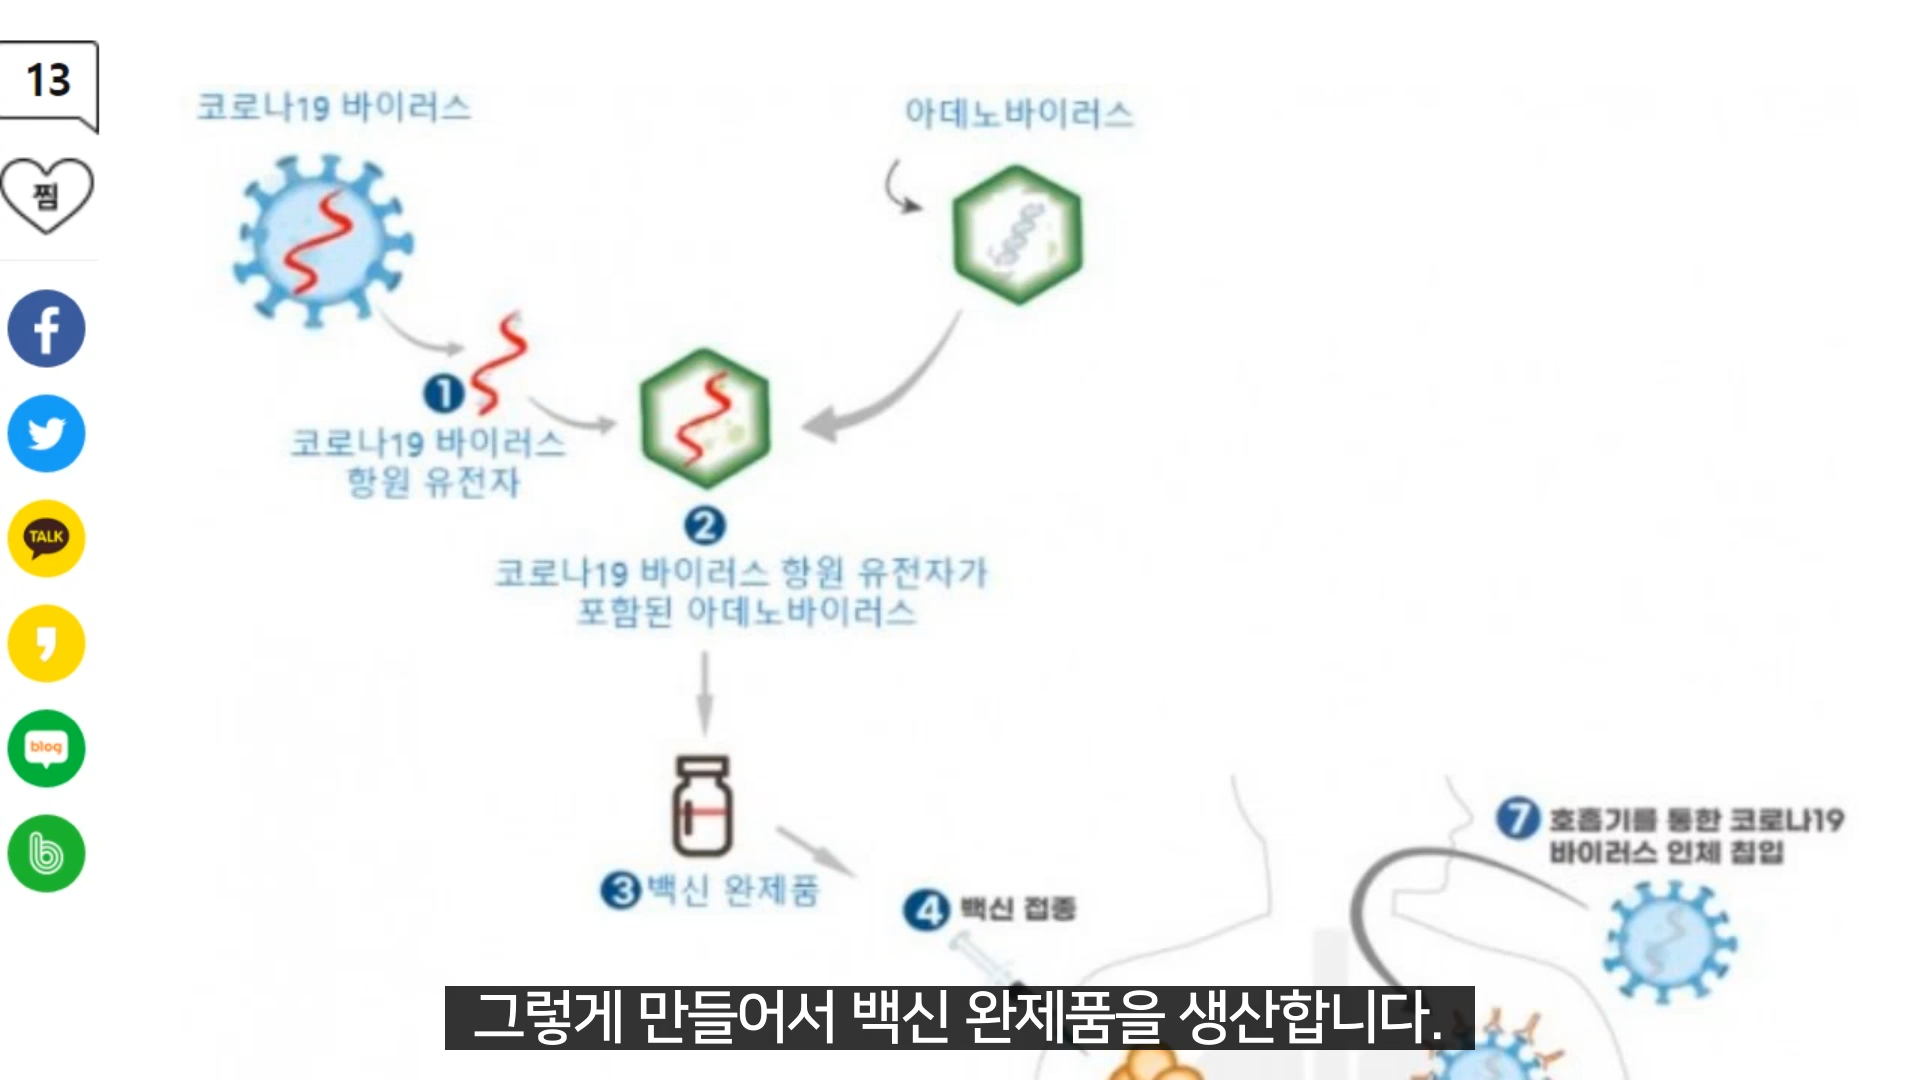 13
찜
TALK
blog
코로나19 바이러스
아데노바이러스
1
코로나19 바이러스
항원 유전자
2
코로나19 바이러스 항원 유전자가
포함된 아데노바이러스
3 백신 완제품
4 백신 접종
7 호흡기를 통한 코로나19
바이러스 인체 침입
그렇게 만들어서 백신 완제품을 생산합니다.